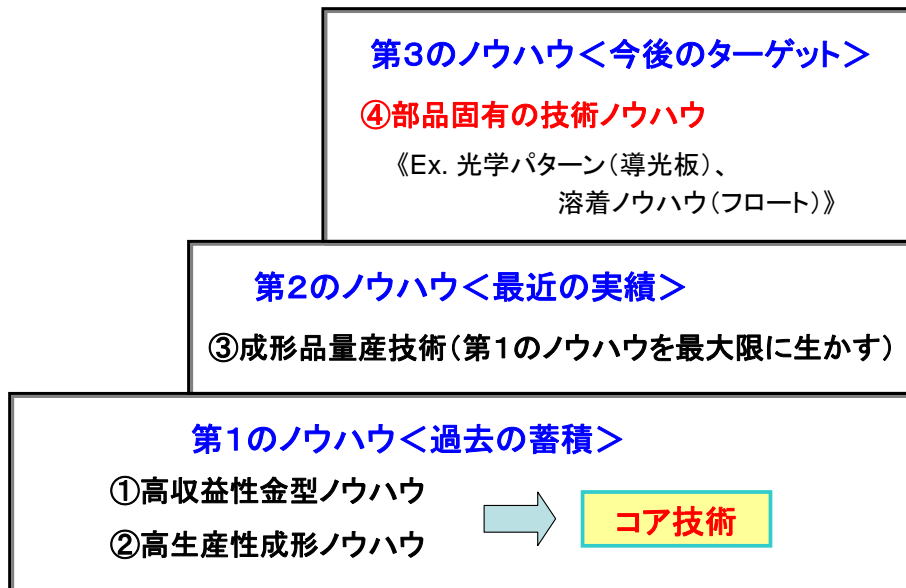 第3のノウハウ＜今後のターゲット＞
④部品固有の技術ノウハウ
《Ex. 光学パターン（導光板）、
溶着ノウハウ（フロート）》
第2のノウハウ＜最近の実績＞
③成形品量産技術（第1のノウハウを最大限に生かす）
第1のノウハウ＜過去の蓄積＞
①高収益性金型ノウハウ
②高生産性成形ノウハウ
コア技術